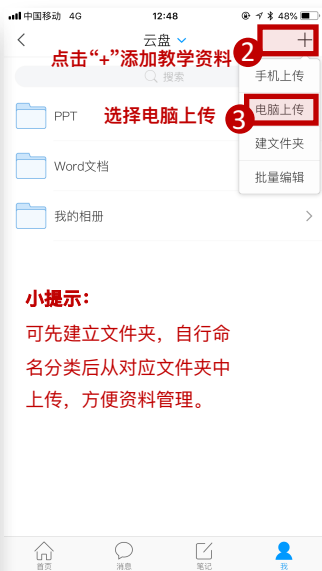 中国移动 4G 12:48 48%
云盘
点击“+”添加教学资料 2
搜索
手机上传
PPT
选择电脑上传 3 电脑上传
建文件夹
Word文档
批量编辑
我的相册
小提示：
可先建立文件夹，自行命
名分类后从对应文件夹中
上传，方便资料管理。
首页 消息 笔记 我